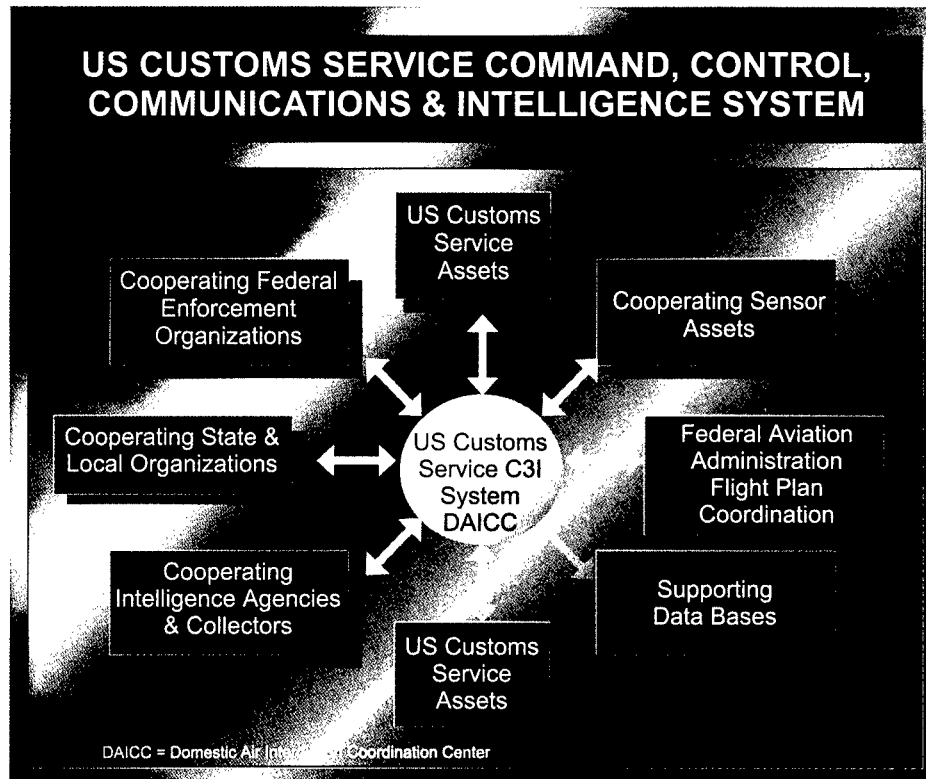 US CUSTOMS SERVICE COMMAND, CONTROL,
COMMUNICATIONS & INTELLIGENCE SYSTEM
US Customs
Service
Assets
Cooperating Federal
Enforcement
Organizations
Cooperating Sensor
Assets
Cooperating State &
Local Organizations
US Customs
Service C3I
System
DAICC
Federal Aviation
Administration
Flight Plan
Coordination
Cooperating
Intelligence Agencies
& Collectors
Supporting
Data Bases
US Customs
Service
Assets
DAICC = Domestic Air Coordination Center